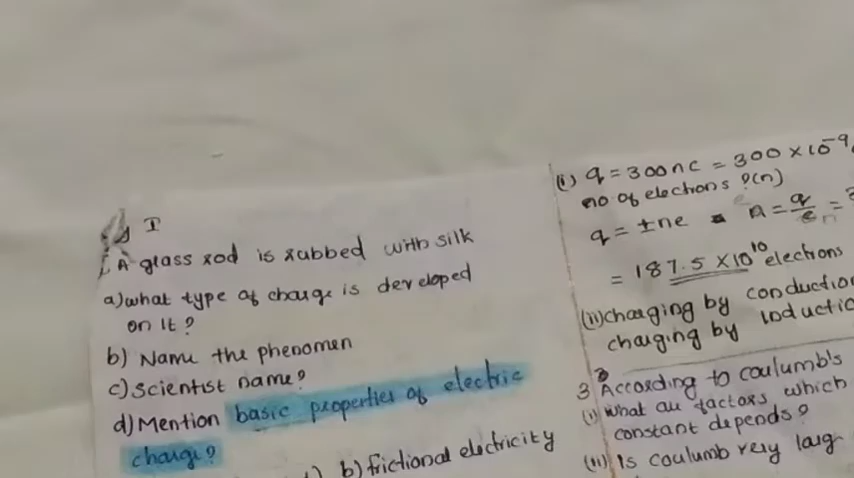 I
A glass rod is rubbed with silk
a) what type of charge is developed
on it?
b) Name the phenomen
c) scientist name?
d) Mention basic properties of electric
charge?
b) frictional electricity
(i) q = 300nc = 300 × 10⁻⁹
no. of electrons ?(n)
q = ±ne n = q/e =
= 187.5 × 10¹⁰ electrons
(ii) charging by conduction
charging by inductio
3 According to coulumb's
(i) what are factors which
constant depends?
(ii) Is coulumb very larg